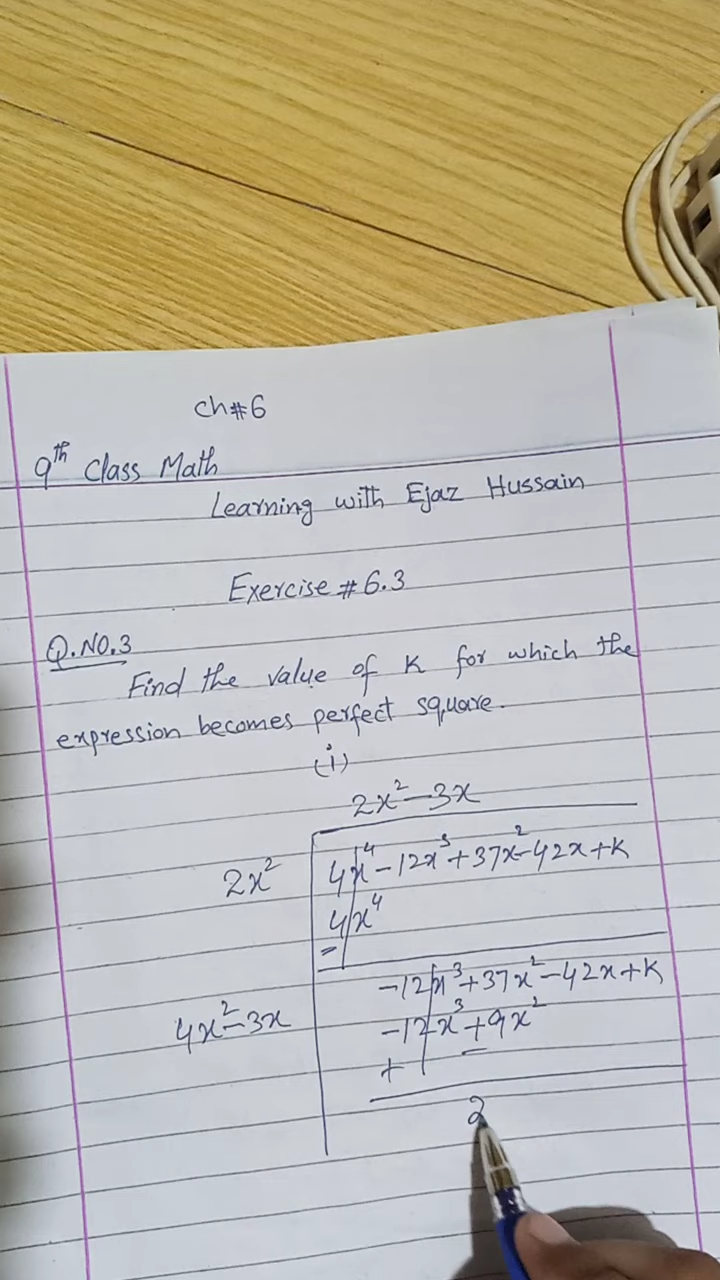 Ch#6
9th Class Math
Learning with Ejaz Hussain
Exercise #6.3
Q.NO.3
Find the value of K for which the
expression becomes perfect square.
(i)
2x²-3x
2x² 4x⁴-12x³+37x²-42x+K
4x⁴
-
-12x³+37x²-42x+K
4x²-3x -12x³+9x²
+ -
2